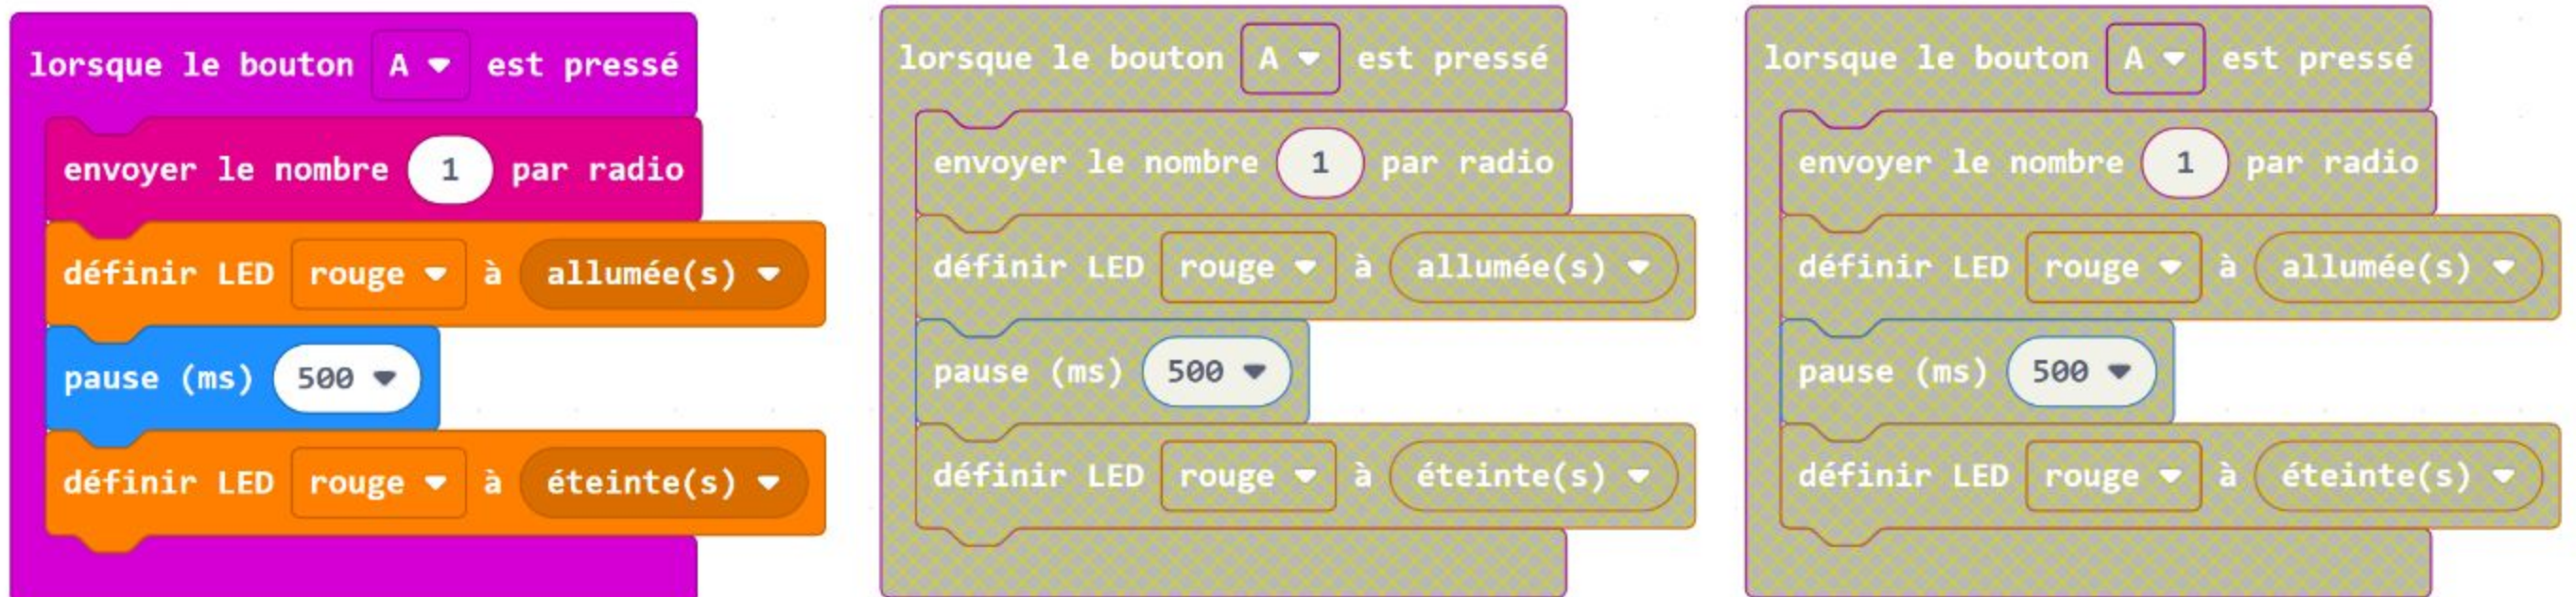 lorsque le bouton A est pressé
envoyer le nombre 1 par radio
définir LED rouge à allumée(s)
pause (ms) 500
définir LED rouge à éteinte(s)
lorsque le bouton A est pressé
envoyer le nombre 1 par radio
définir LED rouge à allumée(s)
pause (ms) 500
définir LED rouge à éteinte(s)
lorsque le bouton A est pressé
envoyer le nombre 1 par radio
définir LED rouge à allumée(s)
pause (ms) 500
définir LED rouge à éteinte(s)